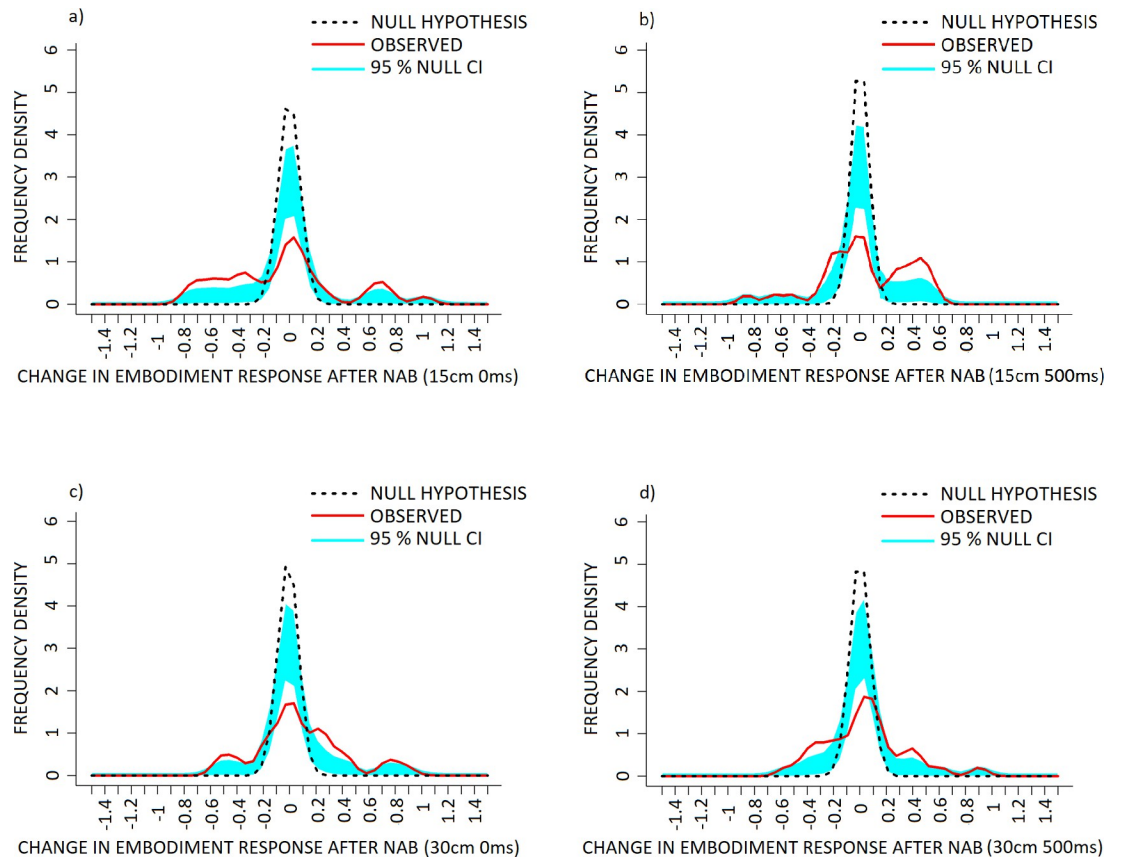 a)
NULL HYPOTHESIS
OBSERVED
95 % NULL CI
FREQUENCY DENSITY
6
5
4
3
2
1
0
-1.4 -1.2 -1 -0.8 -0.6 -0.4 -0.2 0 0.2 0.4 0.6 0.8 1 1.2 1.4
CHANGE IN EMBODIMENT RESPONSE AFTER NAB (15cm 0ms)
b)
NULL HYPOTHESIS
OBSERVED
95 % NULL CI
FREQUENCY DENSITY
6
5
4
3
2
1
0
-1.4 -1.2 -1 -0.8 -0.6 -0.4 -0.2 0 0.2 0.4 0.6 0.8 1 1.2 1.4
CHANGE IN EMBODIMENT RESPONSE AFTER NAB (15cm 500ms)
c)
NULL HYPOTHESIS
OBSERVED
95 % NULL CI
FREQUENCY DENSITY
6
5
4
3
2
1
0
-1.4 -1.2 -1 -0.8 -0.6 -0.4 -0.2 0 0.2 0.4 0.6 0.8 1 1.2 1.4
CHANGE IN EMBODIMENT RESPONSE AFTER NAB (30cm 0ms)
d)
NULL HYPOTHESIS
OBSERVED
95 % NULL CI
FREQUENCY DENSITY
6
5
4
3
2
1
0
-1.4 -1.2 -1 -0.8 -0.6 -0.4 -0.2 0 0.2 0.4 0.6 0.8 1 1.2 1.4
CHANGE IN EMBODIMENT RESPONSE AFTER NAB (30cm 500ms)